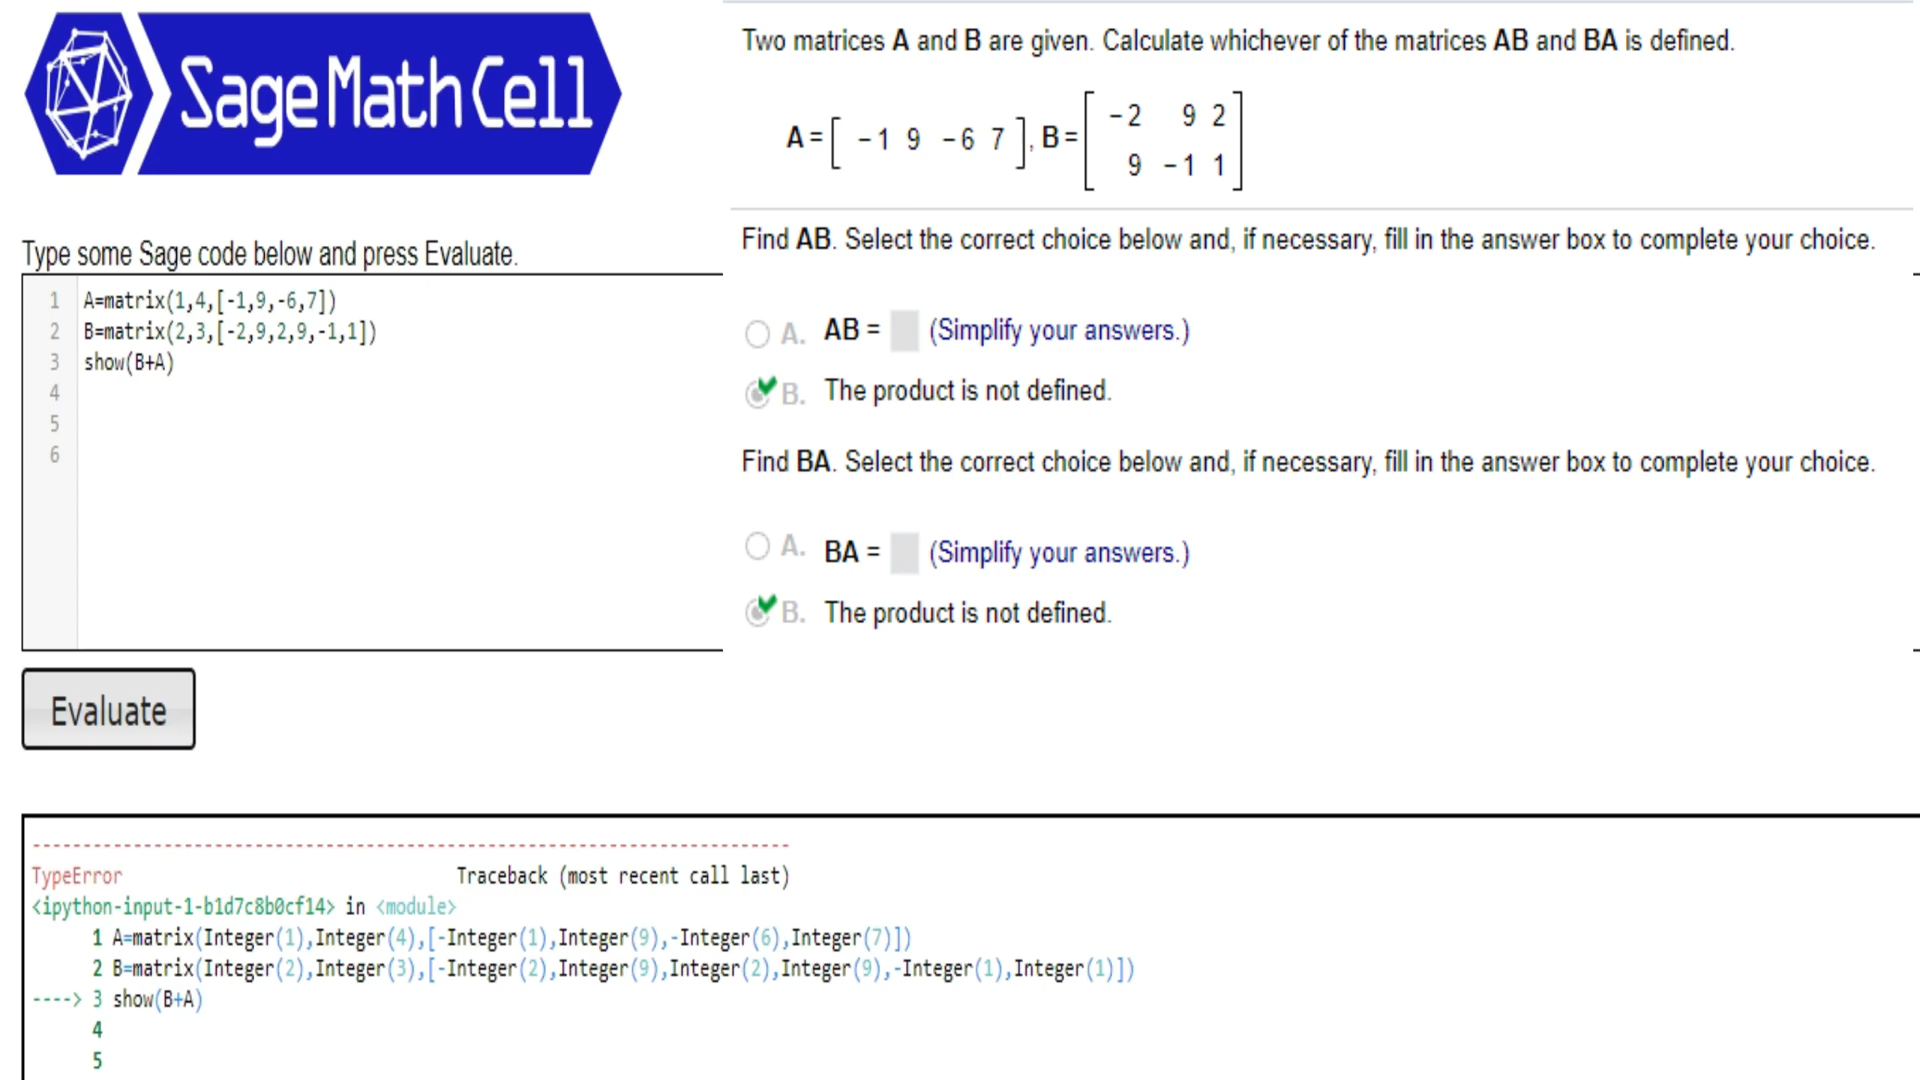 SageMathCell
Type some Sage code below and press Evaluate.
1 A=matrix(1,4,[-1,9,-6,7])
2 B=matrix(2,3,[-2,9,2,9,-1,1])
3 show(B+A)
4
5
6
Evaluate
Two matrices A and B are given. Calculate whichever of the matrices AB and BA is defined.
A = [ -1 9 -6 7 ], B = [ -2 9 2
9 -1 1 ]
Find AB. Select the correct choice below and, if necessary, fill in the answer box to complete your choice.
A. AB = (Simplify your answers.)
B. The product is not defined.
Find BA. Select the correct choice below and, if necessary, fill in the answer box to complete your choice.
A. BA = (Simplify your answers.)
B. The product is not defined.
---------------------------------------------------------------------------
TypeError Traceback (most recent call last)
<ipython-input-1-b1d7c8b0cf14> in <module>
1 A=matrix(Integer(1),Integer(4),[-Integer(1),Integer(9),-Integer(6),Integer(7)])
2 B=matrix(Integer(2),Integer(3),[-Integer(2),Integer(9),Integer(2),Integer(9),-Integer(1),Integer(1)])
----> 3 show(B+A)
4
5